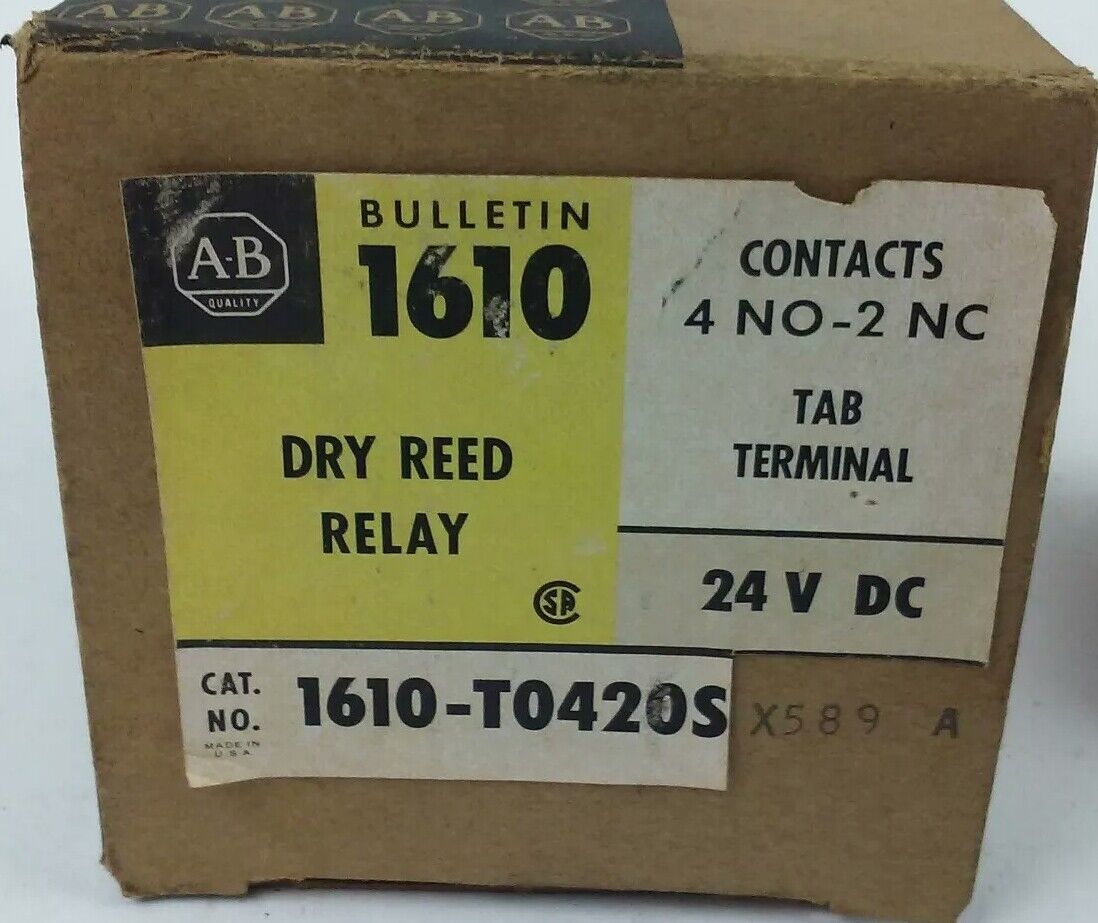 A-B A-B A-B A-B
A-B
QUALITY
BULLETIN
1610
DRY REED
RELAY
CSA
CONTACTS
4 NO-2 NC
TAB
TERMINAL
24 V DC
CAT.
NO.
MADE IN
U.S.A.
1610-T0420S
X589 A